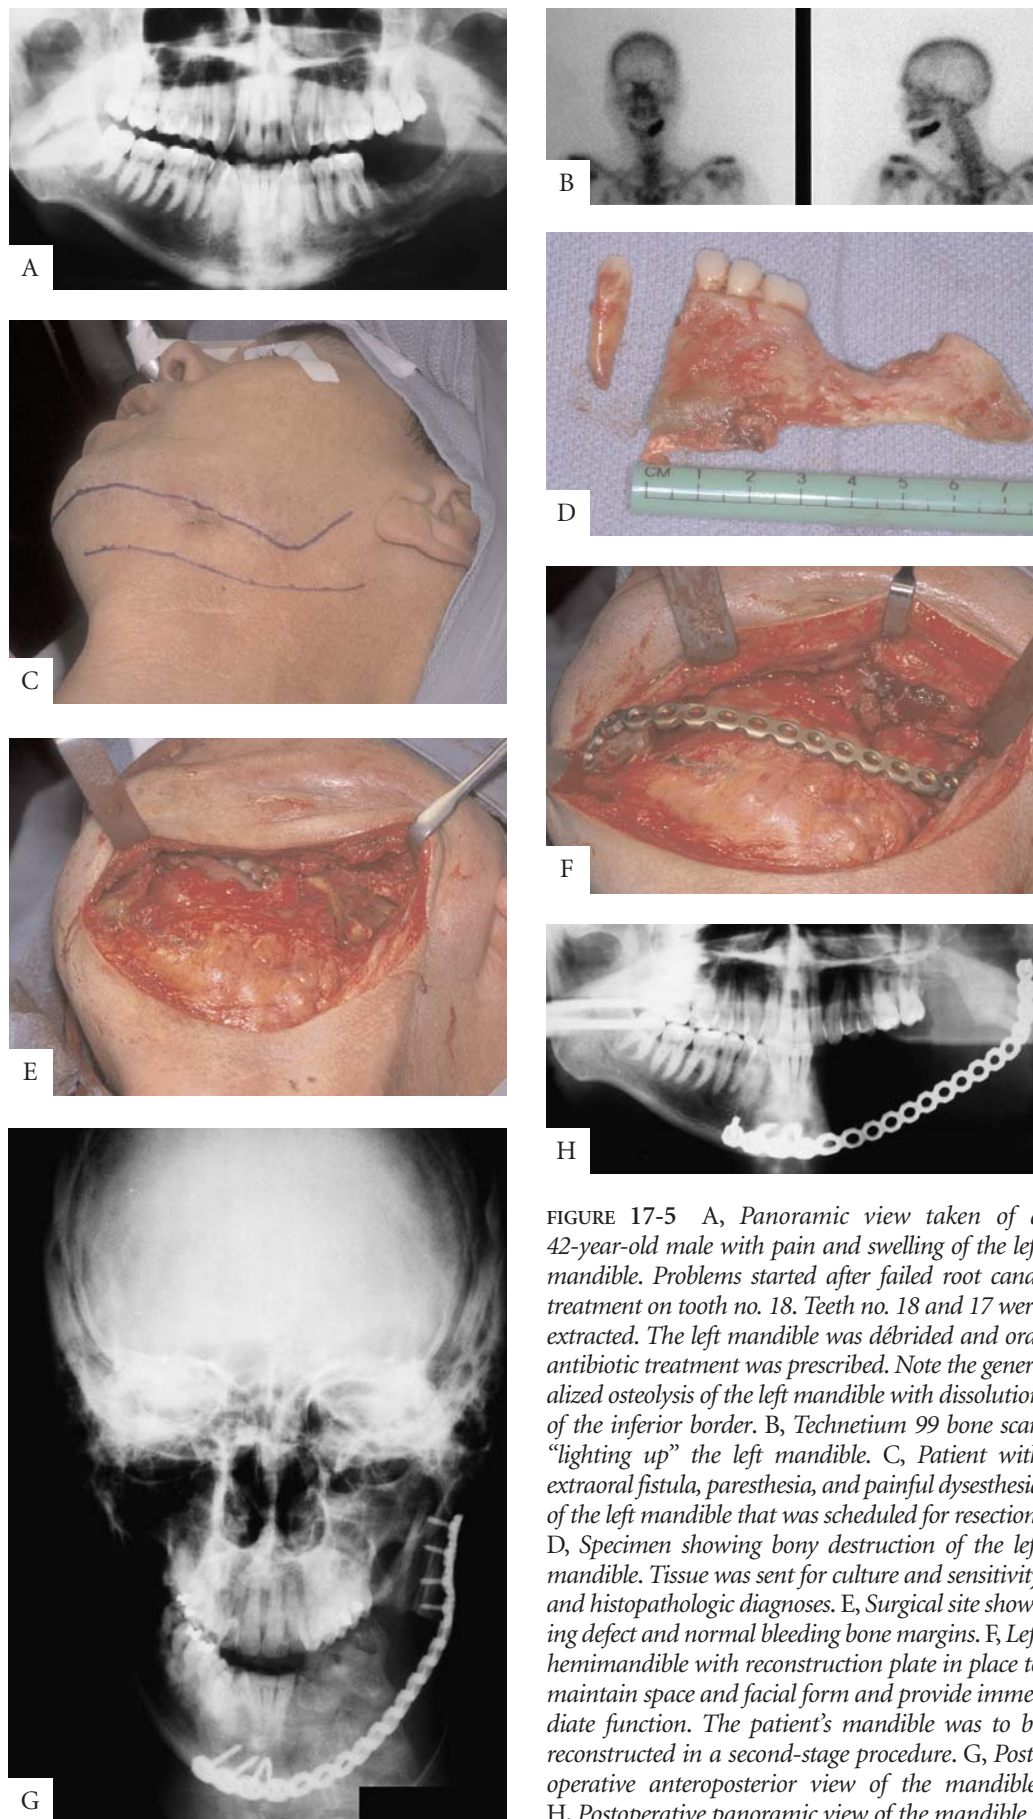 A
B
C
D
CM 1 2 3 4 5 6 7
E
F
G
H
FIGURE 17-5 A, Panoramic view taken of a
42-year-old male with pain and swelling of the lef
mandible. Problems started after failed root cana
treatment on tooth no. 18. Teeth no. 18 and 17 wer
extracted. The left mandible was débrided and ora
antibiotic treatment was prescribed. Note the gener
alized osteolysis of the left mandible with dissolution
of the inferior border. B, Technetium 99 bone scan
“lighting up” the left mandible. C, Patient with
extraoral fistula, paresthesia, and painful dysesthesia
of the left mandible that was scheduled for resection
D, Specimen showing bony destruction of the lef
mandible. Tissue was sent for culture and sensitivity
and histopathologic diagnoses. E, Surgical site show
ing defect and normal bleeding bone margins. F, Lef
hemimandible with reconstruction plate in place to
maintain space and facial form and provide imme
diate function. The patient’s mandible was to b
reconstructed in a second-stage procedure. G, Post
operative anteroposterior view of the mandible
H, Postoperative panoramic view of the mandible